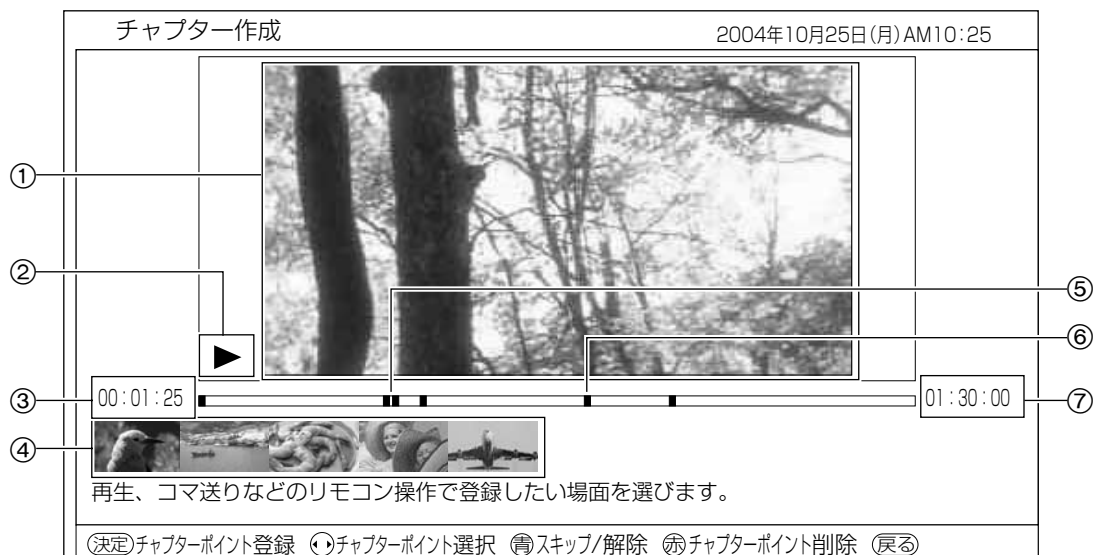 チャプター作成
2004年10月25日(月)AM10:25
①
②
⑤
⑥
③
00:01:25
01:30:00
⑦
④
再生、コマ送りなどのリモコン操作で登録したい場面を選びます。
決定 チャプターポイント登録 チャプターポイント選択 青 スキップ/解除 赤 チャプターポイント削除 戻る